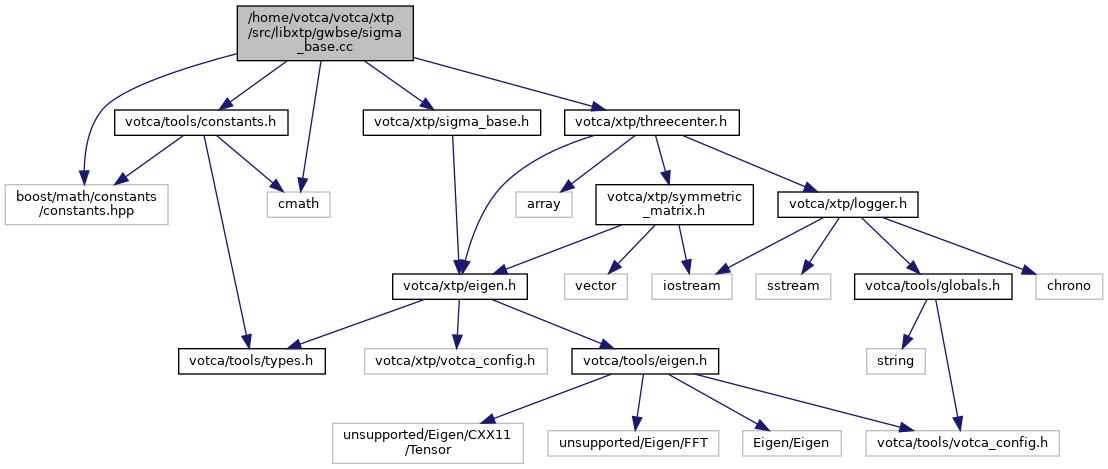 /home/votca/votca/xtp
/src/libxtp/gwbse/sigma
_base.cc
votca/tools/constants.h
votca/xtp/sigma_base.h
votca/xtp/threecenter.h
boost/math/constants
/constants.hpp
cmath
array
votca/xtp/symmetric
_matrix.h
votca/xtp/logger.h
votca/xtp/eigen.h
vector
iostream
sstream
votca/tools/globals.h
chrono
votca/tools/types.h
votca/xtp/votca_config.h
votca/tools/eigen.h
string
unsupported/Eigen/CXX11
/Tensor
unsupported/Eigen/FFT
Eigen/Eigen
votca/tools/votca_config.h